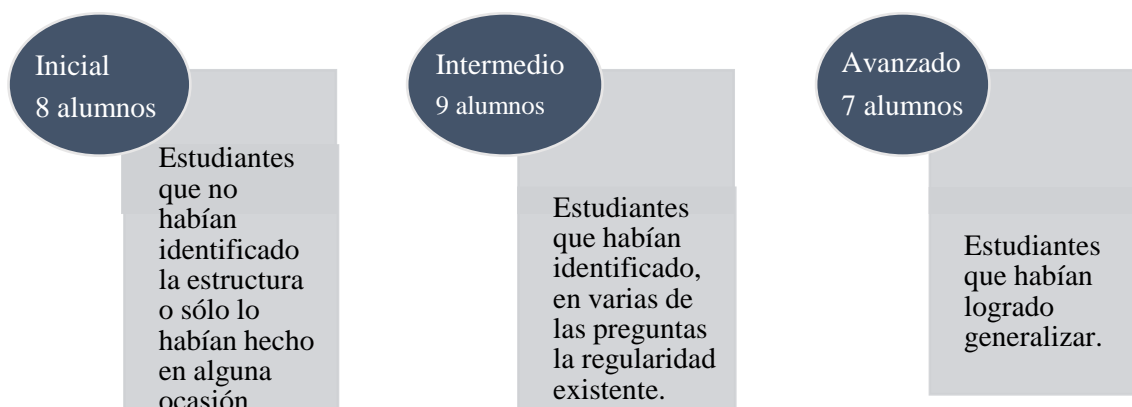 Inicial
8 alumnos
Estudiantes
que no
habían
identificado
la estructura
o sólo lo
habían hecho
en alguna
ocasión
Intermedio
9 alumnos
Estudiantes
que habían
identificado,
en varias de
las preguntas
la regularidad
existente.
Avanzado
7 alumnos
Estudiantes
que habían
logrado
generalizar.